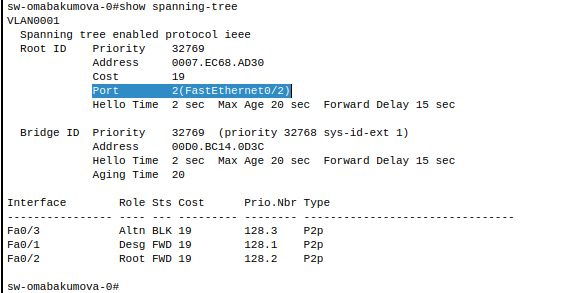 sw-omabakumova-0#show spanning-tree
VLAN0001
  Spanning tree enabled protocol ieee
  Root ID    Priority    32769
             Address     0007.EC68.AD30
             Cost        19
             Port        2(FastEthernet0/2)
             Hello Time  2 sec  Max Age 20 sec  Forward Delay 15 sec

  Bridge ID  Priority    32769  (priority 32768 sys-id-ext 1)
             Address     00D0.BC14.0D3C
             Hello Time  2 sec  Max Age 20 sec  Forward Delay 15 sec
             Aging Time  20

Interface        Role Sts Cost      Prio.Nbr Type
---------------- ---- --- --------- -------- --------------------------------
Fa0/3            Altn BLK 19        128.3    P2p
Fa0/1            Desg FWD 19        128.1    P2p
Fa0/2            Root FWD 19        128.2    P2p

sw-omabakumova-0#